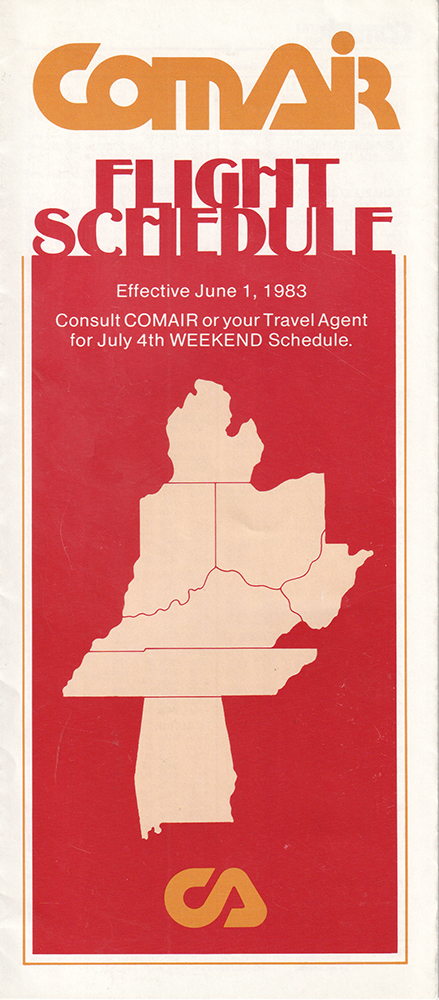 COMAIR
FLIGHT
SCHEDULE
Effective June 1, 1983
Consult COMAIR or your Travel Agent
for July 4th WEEKEND Schedule.
CA